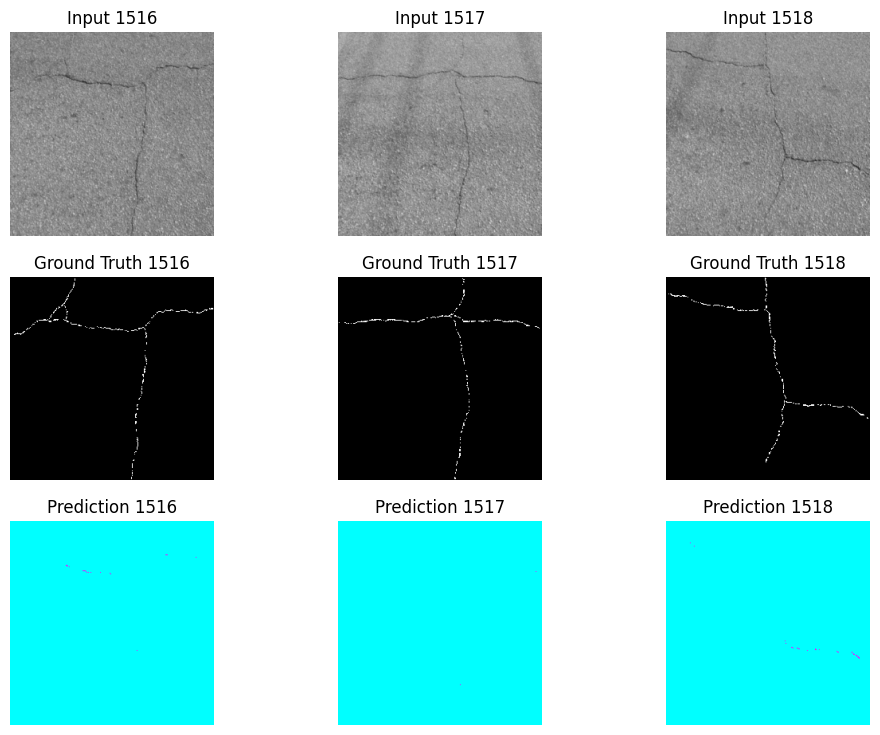 Input 1516
Input 1517
Input 1518
Ground Truth 1516
Ground Truth 1517
Ground Truth 1518
Prediction 1516
Prediction 1517
Prediction 1518